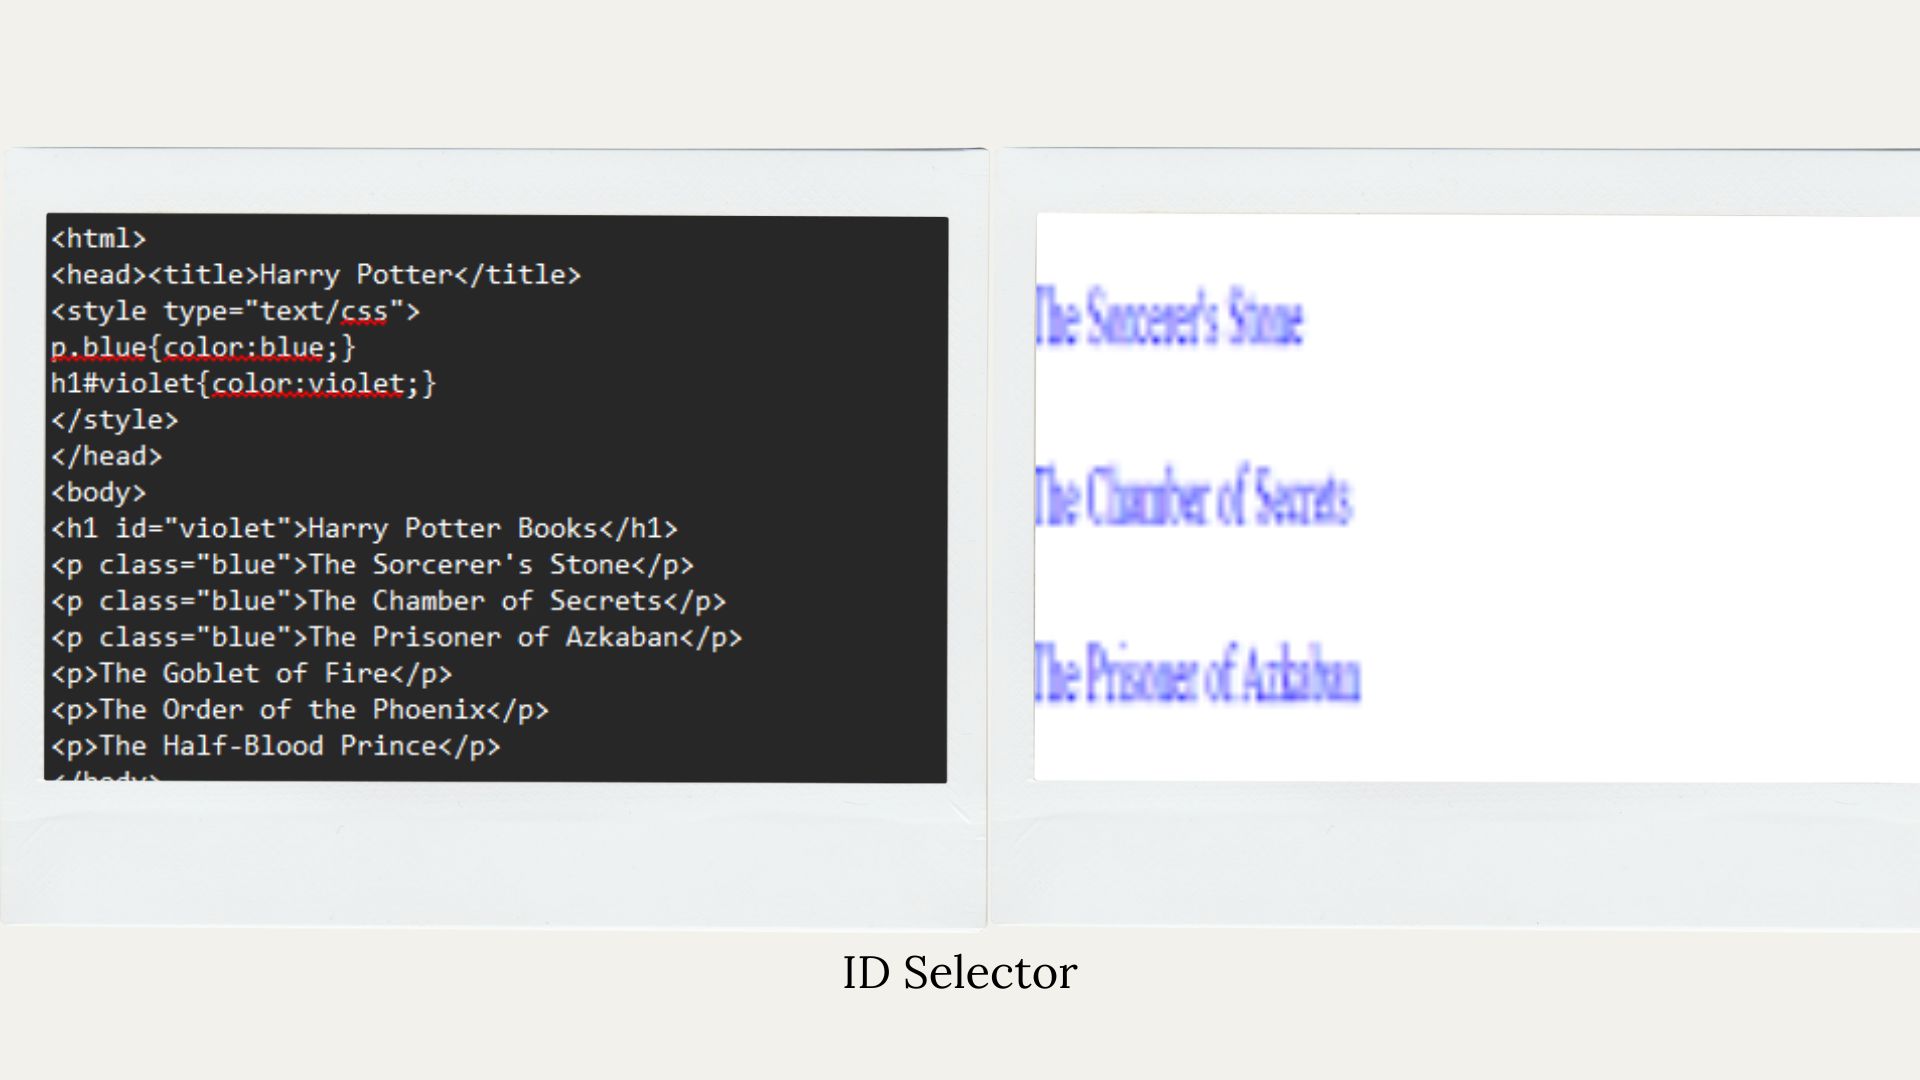 <html>
<head><title>Harry Potter</title>
<style type="text/css">
p.blue{color:blue;}
h1#violet{color:violet;}
</style>
</head>
<body>
<h1 id="violet">Harry Potter Books</h1>
<p class="blue">The Sorcerer's Stone</p>
<p class="blue">The Chamber of Secrets</p>
<p class="blue">The Prisoner of Azkaban</p>
<p>The Goblet of Fire</p>
<p>The Order of the Phoenix</p>
<p>The Half-Blood Prince</p>
</body>
The Sorcerer's Stone
The Chamber of Secrets
The Prisoner of Azkaban
ID Selector